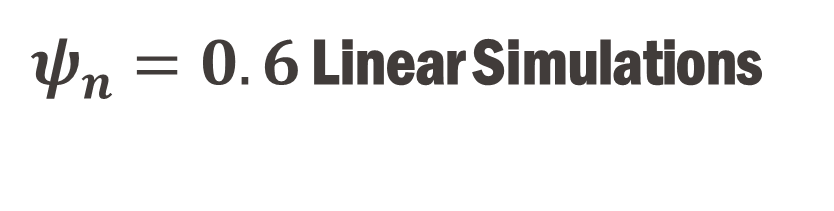 ψₙ = 0.6 Linear Simulations